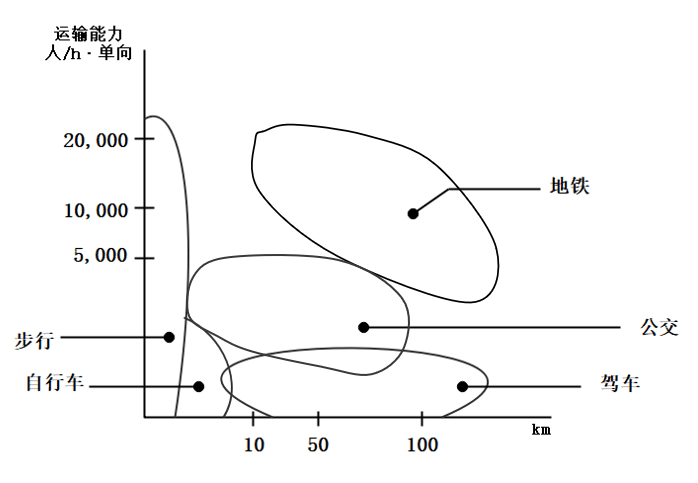 运输能力
人/h·单向
20,000
10,000
5,000
地铁
公交
步行
自行车
驾车
km
10
50
100